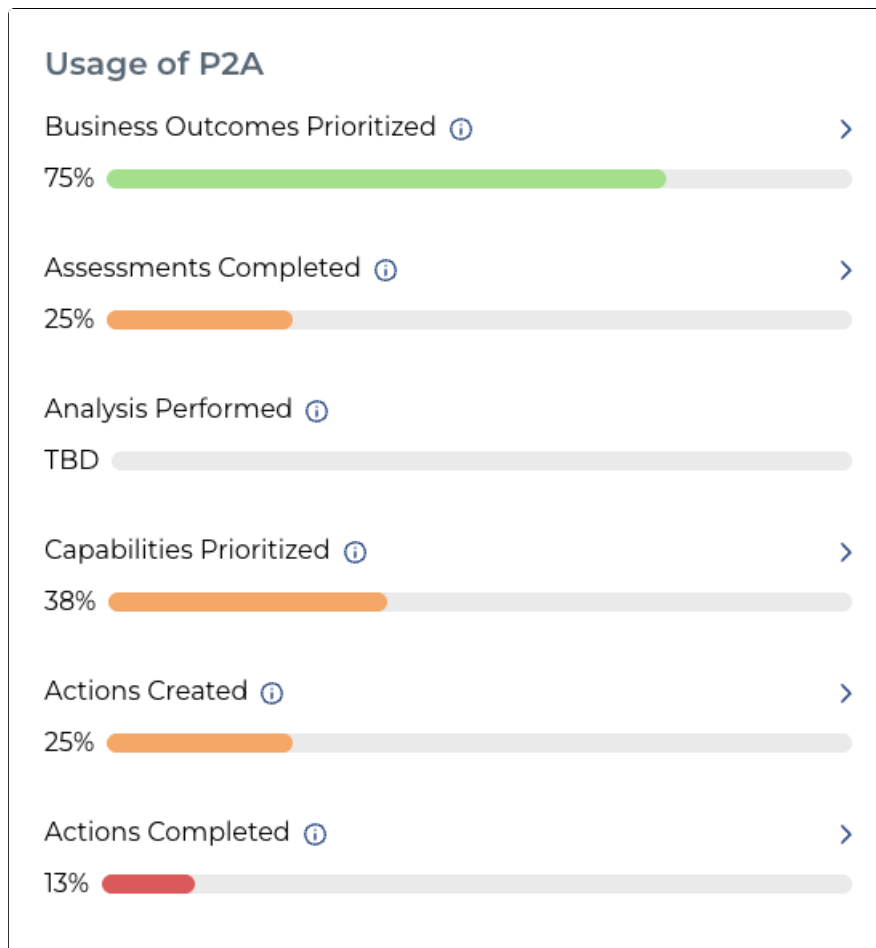 Usage of P2A
Business Outcomes Prioritized
75%
Assessments Completed
25%
Analysis Performed
TBD
Capabilities Prioritized
38%
Actions Created
25%
Actions Completed
13%